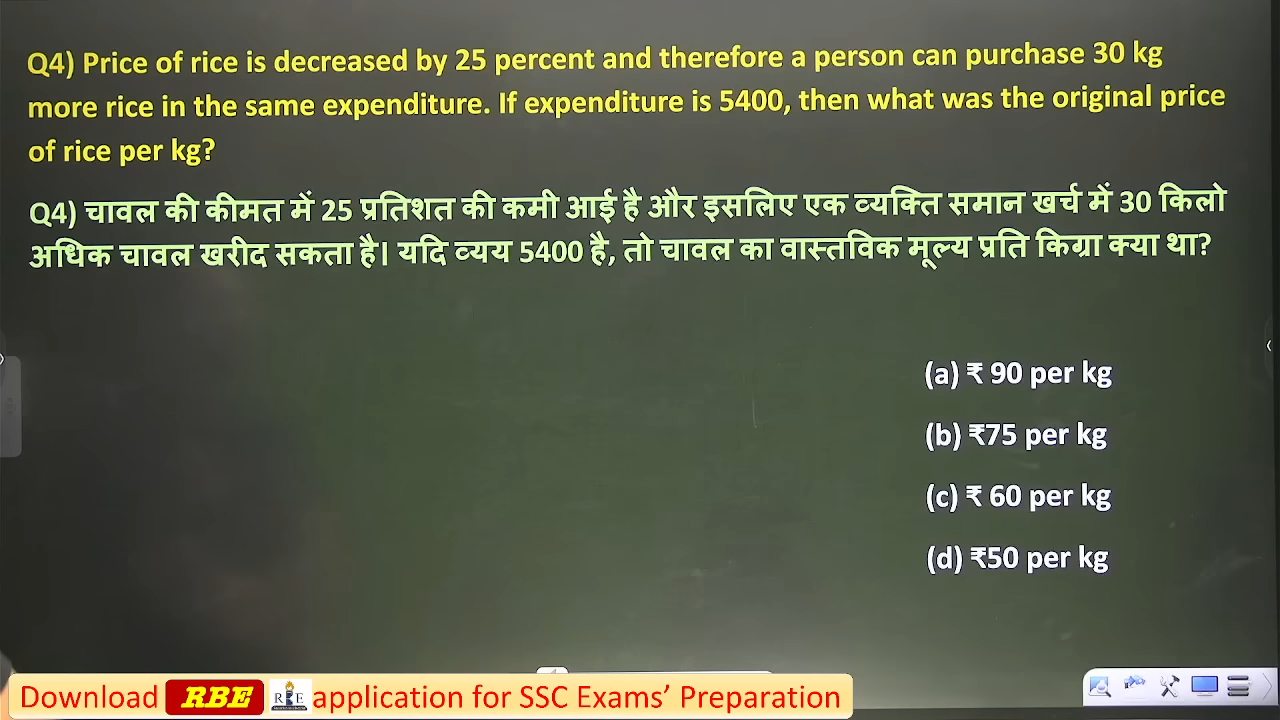 Q4) Price of rice is decreased by 25 percent and therefore a person can purchase 30 kg
more rice in the same expenditure. If expenditure is 5400, then what was the original price
of rice per kg?
Q4) चावल की कीमत में 25 प्रतिशत की कमी आई है और इसलिए एक व्यक्ति समान खर्च में 30 किलो
अधिक चावल खरीद सकता है। यदि व्यय 5400 है, तो चावल का वास्तविक मूल्य प्रति किग्रा क्या था?
(a) ₹ 90 per kg
(b) ₹75 per kg
(c) ₹ 60 per kg
(d) ₹50 per kg
Download RBE RBE application for SSC Exams' Preparation